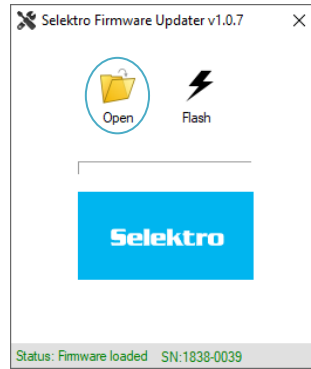 Selektro Firmware Updater v1.0.7
Open Flash
Selektro
Status: Firmware loaded SN:1838-0039